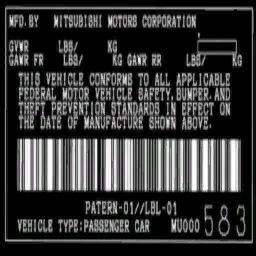 MFD.BY MITSUBISHI MOTORS CORPORATION
GVWR LBS/ KG
GAWR FR LBS/ KG GAWR RR LBS/ KG
THIS VEHICLE CONFORMS TO ALL APPLICABLE
FEDERAL MOTOR VEHICLE SAFETY, BUMPER, AND
THEFT PREVENTION STANDARDS IN EFFECT ON
THE DATE OF MANUFACTURE SHOWN ABOVE.
PATERN-01//LBL-01
VEHICLE TYPE:PASSENGER CAR MU000583